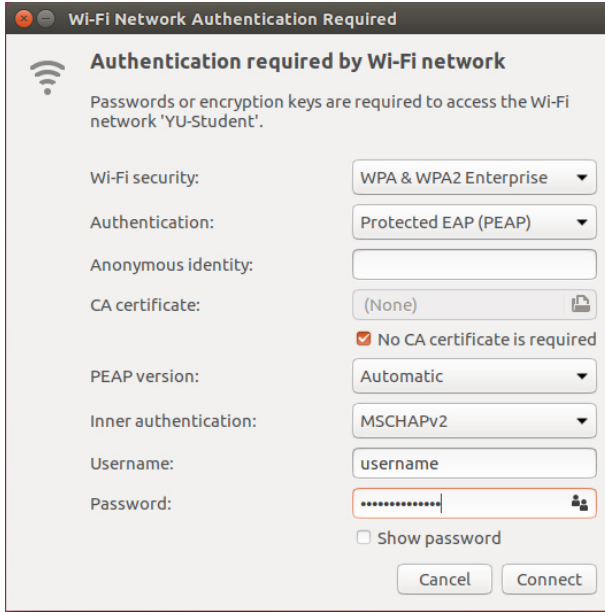 Wi-Fi Network Authentication Required
Authentication required by Wi-Fi network
Passwords or encryption keys are required to access the Wi-Fi
network 'YU-Student'.
Wi-Fi security: WPA & WPA2 Enterprise
Authentication: Protected EAP (PEAP)
Anonymous identity:
CA certificate: (None)
No CA certificate is required
PEAP version: Automatic
Inner authentication: MSCHAPv2
Username: username
Password: ••••••••••••••
Show password
Cancel Connect